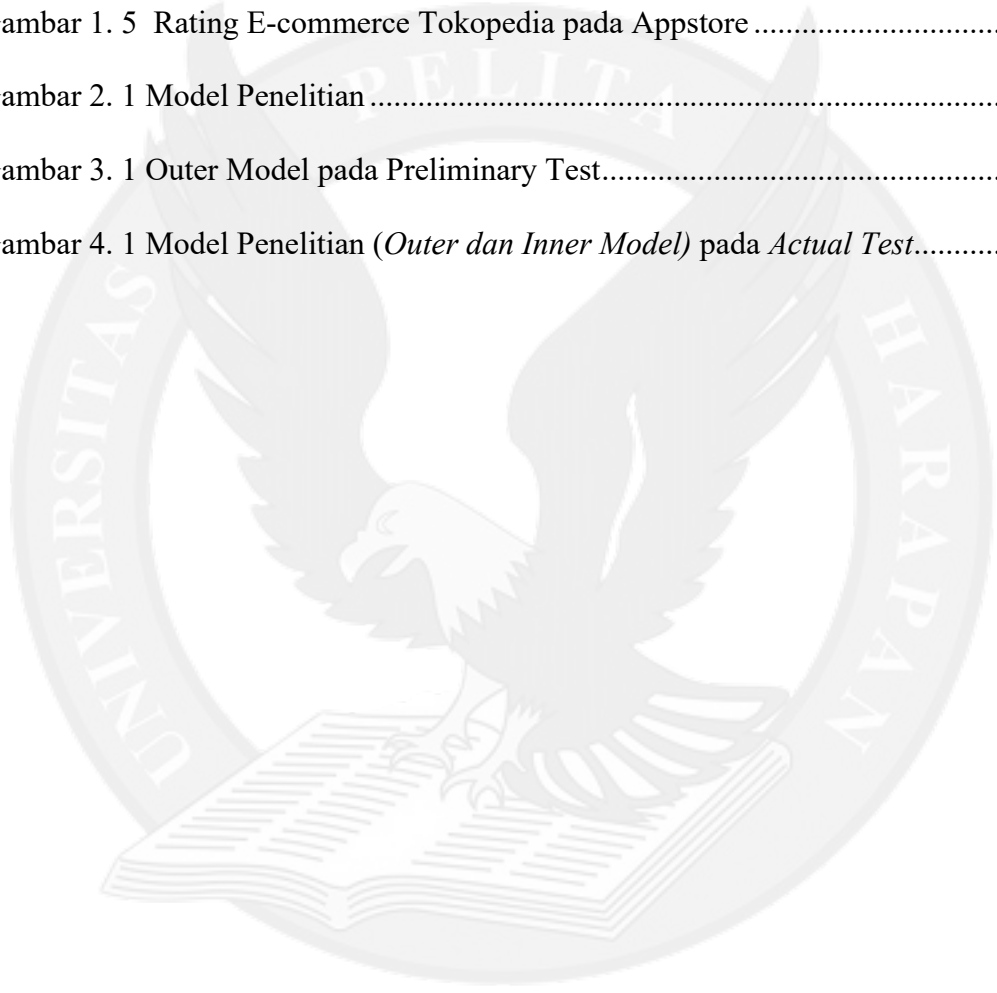 ambar 1. 5  Rating E-commerce Tokopedia pada Appstore ..............................
ambar 2. 1 Model Penelitian ...............................................................................
ambar 3. 1 Outer Model pada Preliminary Test..................................................
ambar 4. 1 Model Penelitian (Outer dan Inner Model) pada Actual Test...........
UNIVERSITAS PELITA HARAPAN